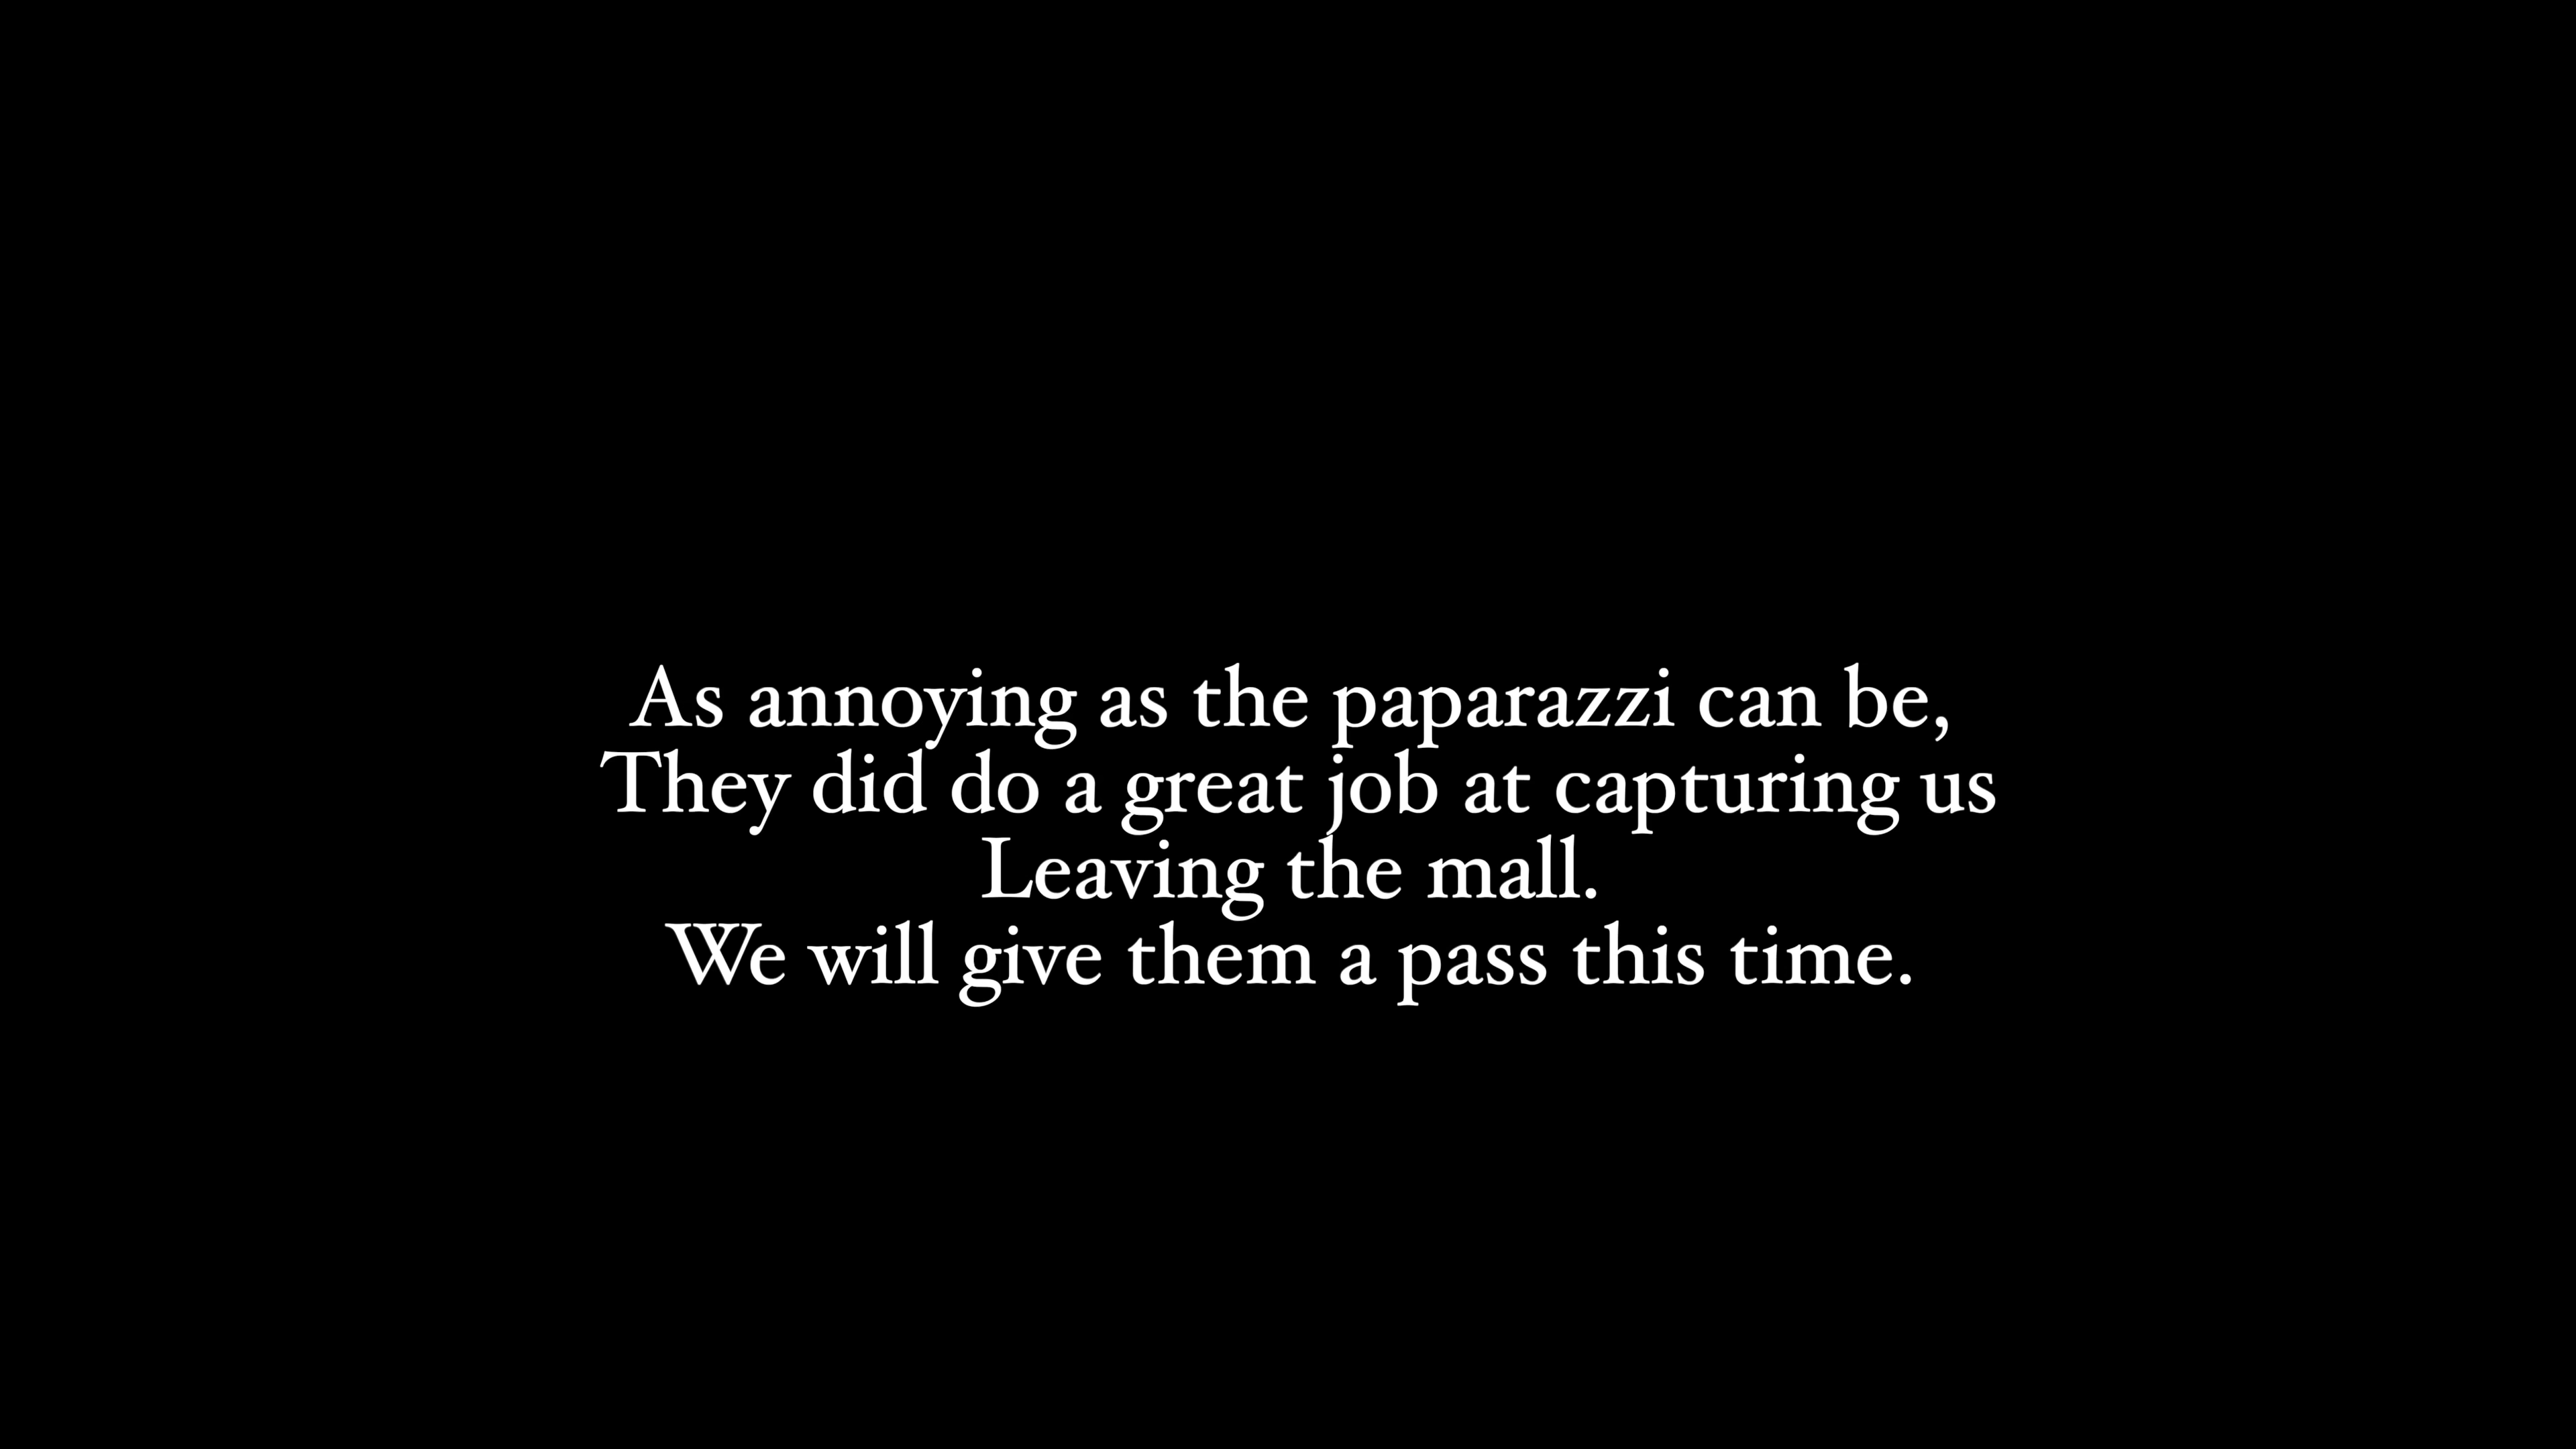 As annoying as the paparazzi can be,
They did do a great job at capturing us
Leaving the mall.
We will give them a pass this time.